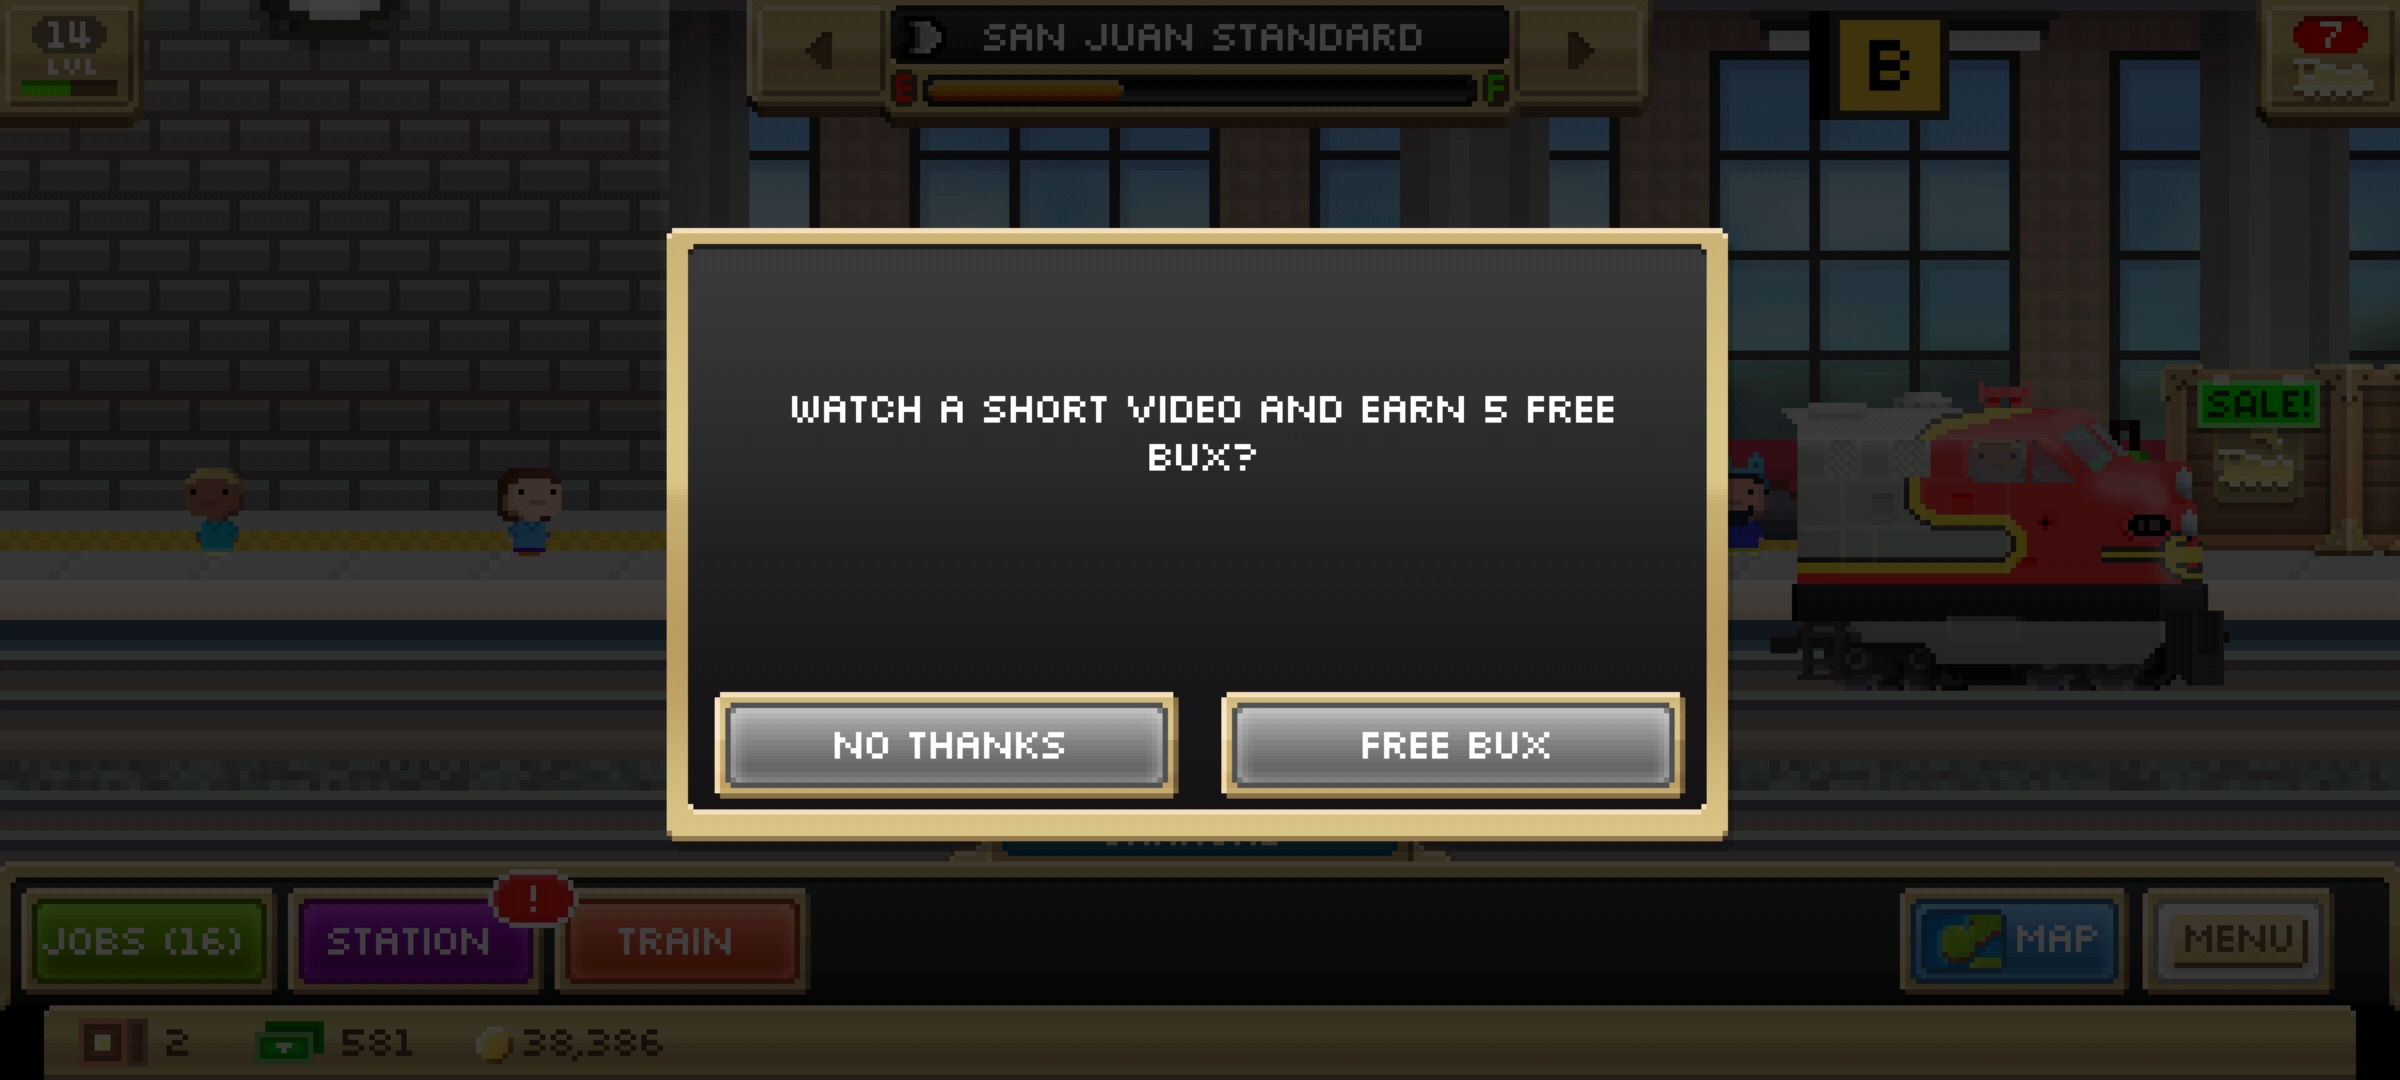 14
LVL
SAN JUAN STANDARD
E
F
B
7
SALE!
WATCH A SHORT VIDEO AND EARN 5 FREE
BUX?
NO THANKS
FREE BUX
JOBS (16)
STATION
!
TRAIN
MAP
MENU
2
581
38,386